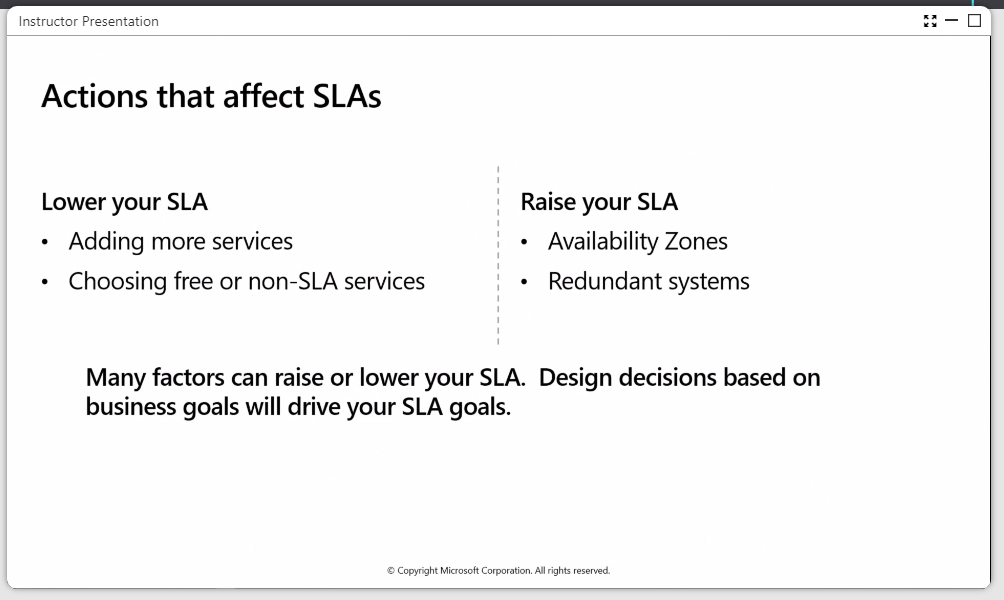 Instructor Presentation
Actions that affect SLAs
Lower your SLA
• Adding more services
• Choosing free or non-SLA services
Raise your SLA
• Availability Zones
• Redundant systems
Many factors can raise or lower your SLA.  Design decisions based on
business goals will drive your SLA goals.
© Copyright Microsoft Corporation. All rights reserved.